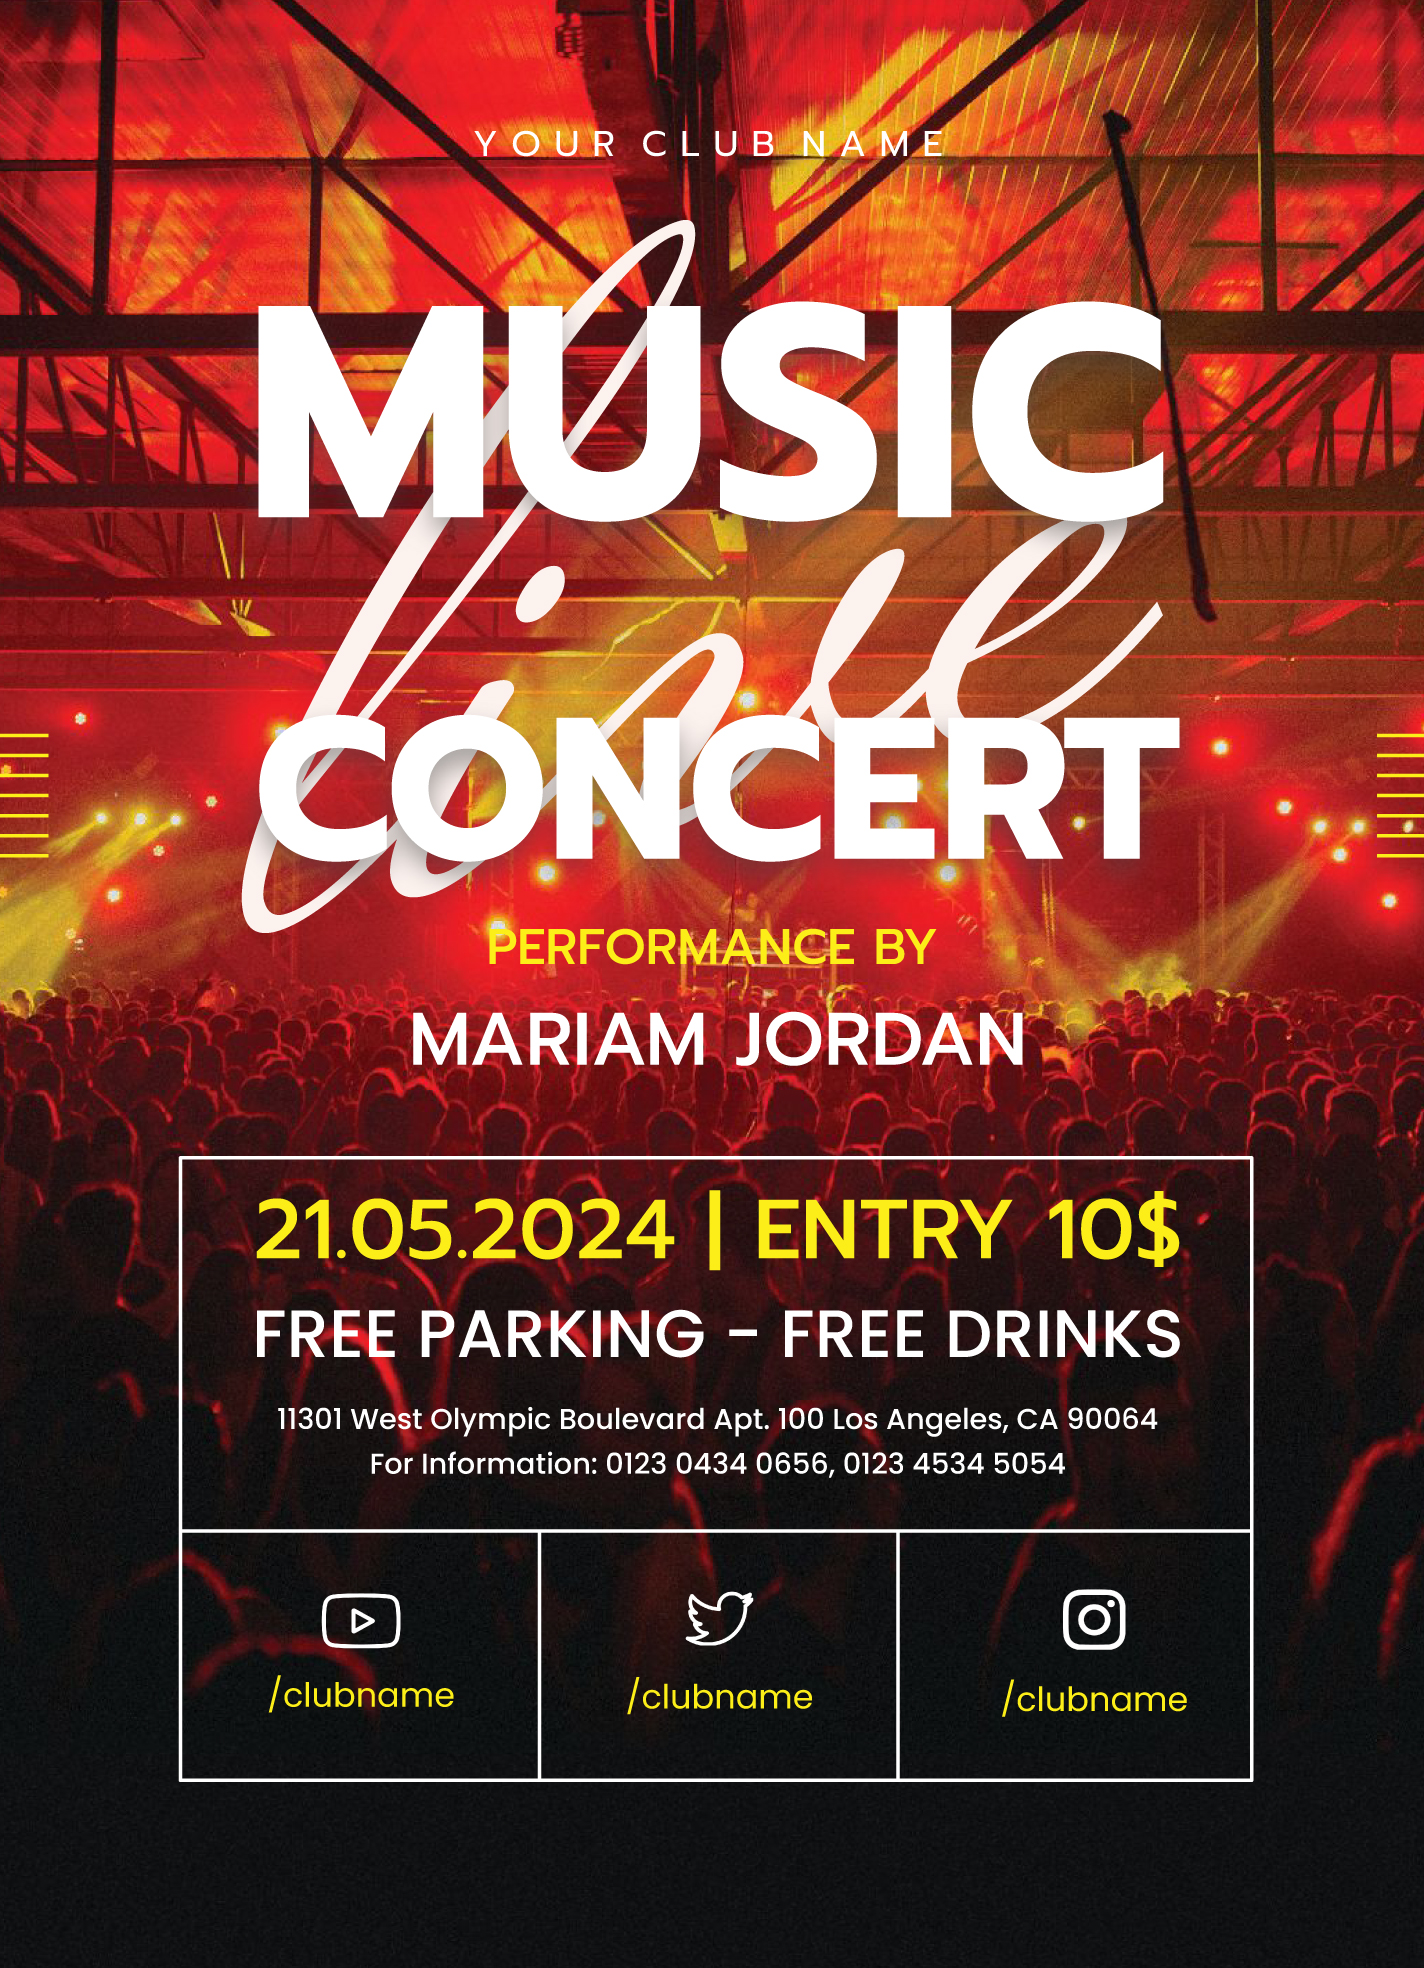 YOUR CLUB NAME
MUSIC
live
CONCERT
PERFORMANCE BY
MARIAM JORDAN
21.05.2024 | ENTRY 10$
FREE PARKING - FREE DRINKS
11301 West Olympic Boulevard Apt. 100 Los Angeles, CA 90064
For Information: 0123 0434 0656, 0123 4534 5054
/clubname
/clubname
/clubname